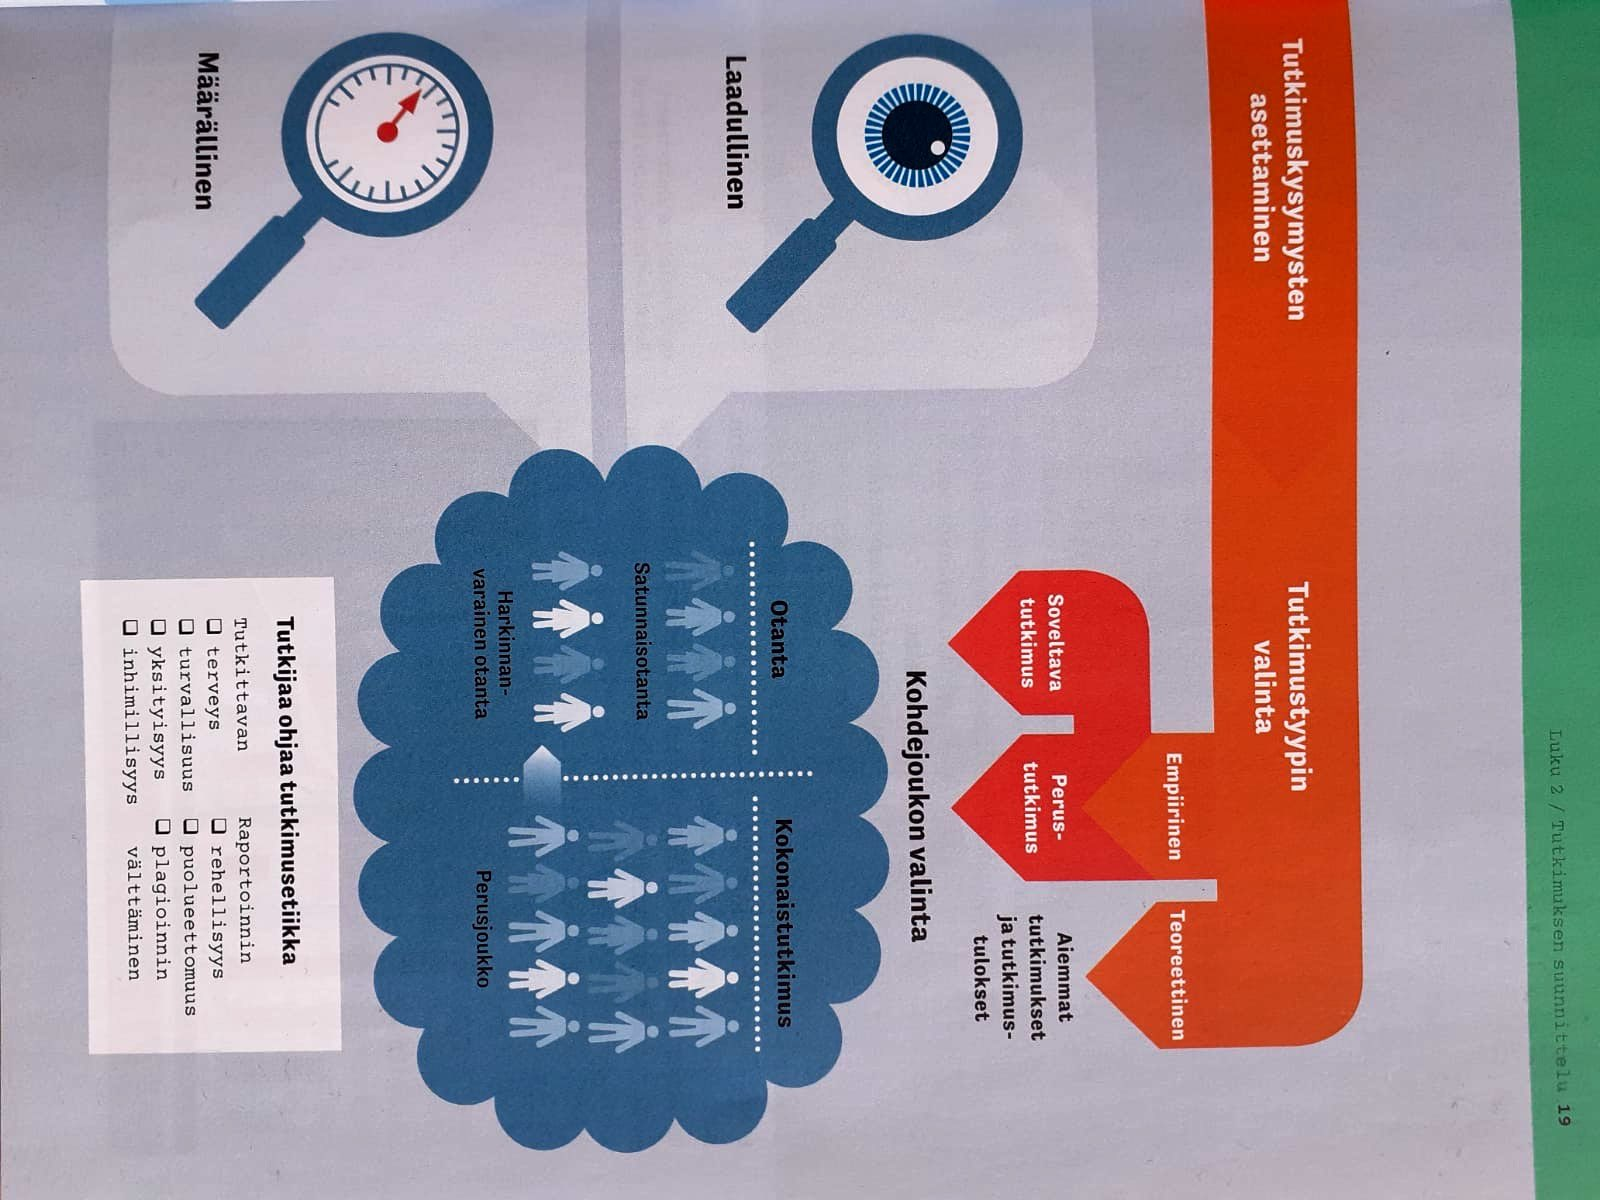 Luku 2 / Tutkimuksen suunnittelu 19
Tutkimuskysymysten
asettaminen
Tutkimustyypin
valinta
Empiirinen
Teoreettinen
Soveltava
tutkimus
Perus-
tutkimus
Aiemmat
tutkimukset
ja tutkimus-
tulokset
Kohdejoukon valinta
Laadullinen
Määrällinen
Otanta
Satunnaisotanta
Harkinnan-
varainen otanta
Kokonaistutkimus
Perusjoukko
Tutkijaa ohjaa tutkimusetiikka
Tutkittavan
❑ terveys
❑ turvallisuus
❑ yksityisyys
❑ inhimillisyys
Raportoinnin
❑ rehellisyys
❑ puolueettomuus
❑ plagioinnin
välttäminen